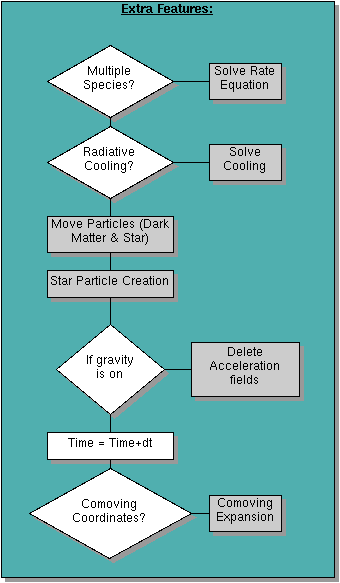 Extra Features:
Multiple
Species?
Solve Rate
Equation
Radiative
Cooling?
Solve
Cooling
Move Particles (Dark
Matter & Star)
Star Particle Creation
If gravity
is on
Delete
Acceleration
fields
Time = Time+dt
Comoving
Coordinates?
Comoving
Expansion